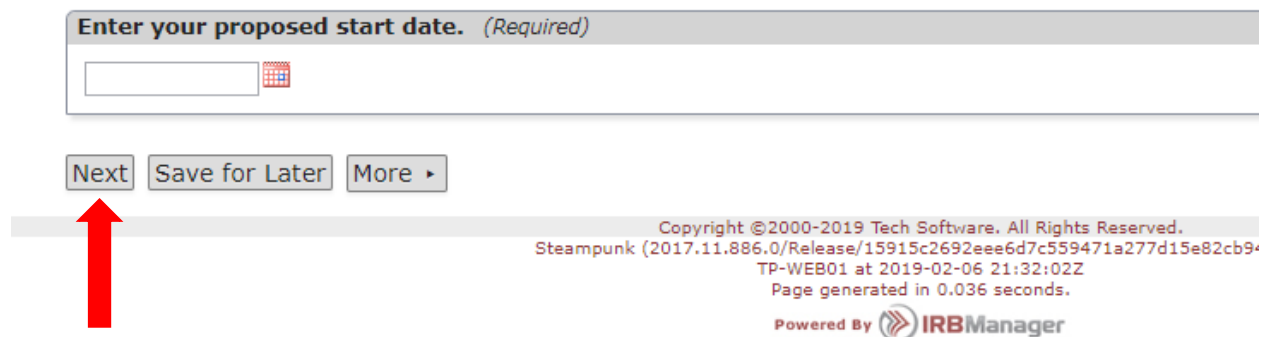 Enter your proposed start date. (Required)
Next Save for Later More ▸
Copyright ©2000-2019 Tech Software. All Rights Reserved.
Steampunk (2017.11.886.0/Release/15915c2692eee6d7c559471a277d15e82cb94
TP-WEB01 at 2019-02-06 21:32:02Z
Page generated in 0.036 seconds.
Powered By IRBManager